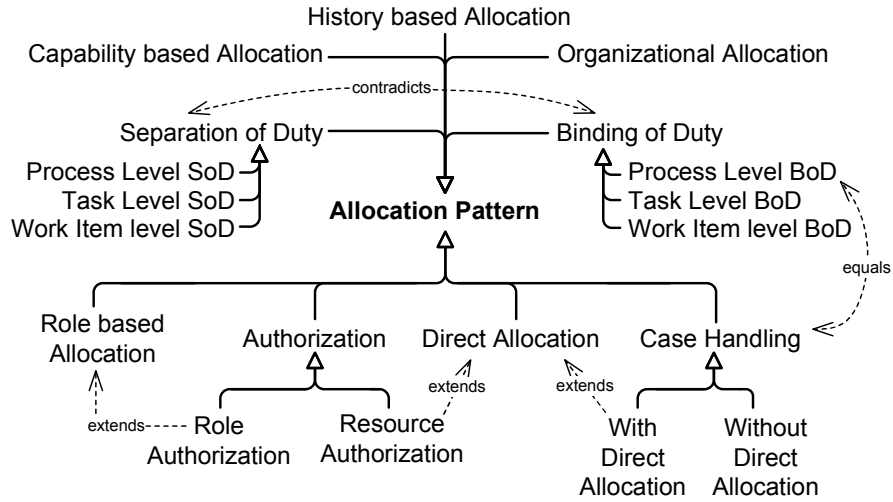 History based Allocation
Capability based Allocation
Organizational Allocation
contradicts
Separation of Duty
Binding of Duty
Process Level SoD
Process Level BoD
Task Level SoD
Task Level BoD
Work Item level SoD
Work Item level BoD
Allocation Pattern
equals
Role based
Allocation
Authorization
Direct Allocation
Case Handling
extends
extends
extends
Role
Authorization
Resource
Authorization
With
Direct
Allocation
Without
Direct
Allocation